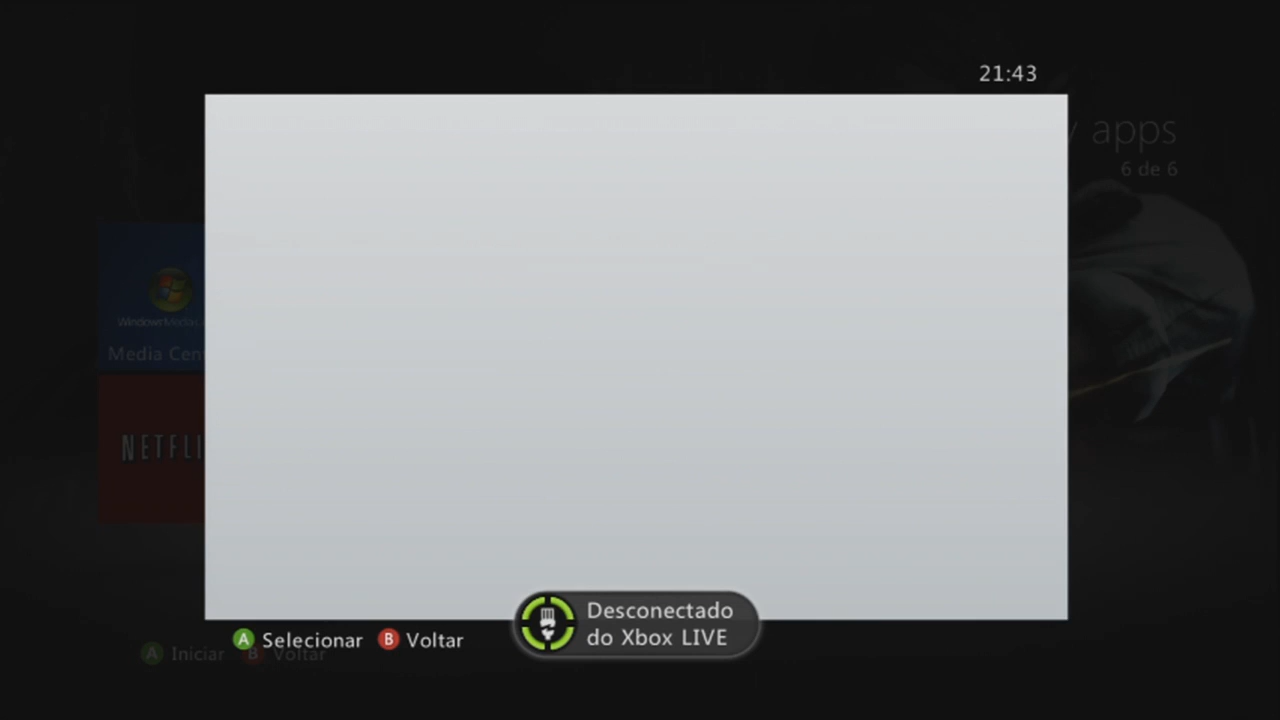 21:43
y apps
6 de 6
Media Cen
NETFLI
A Selecionar B Voltar
Desconectado
do Xbox LIVE
A Iniciar B Voltar